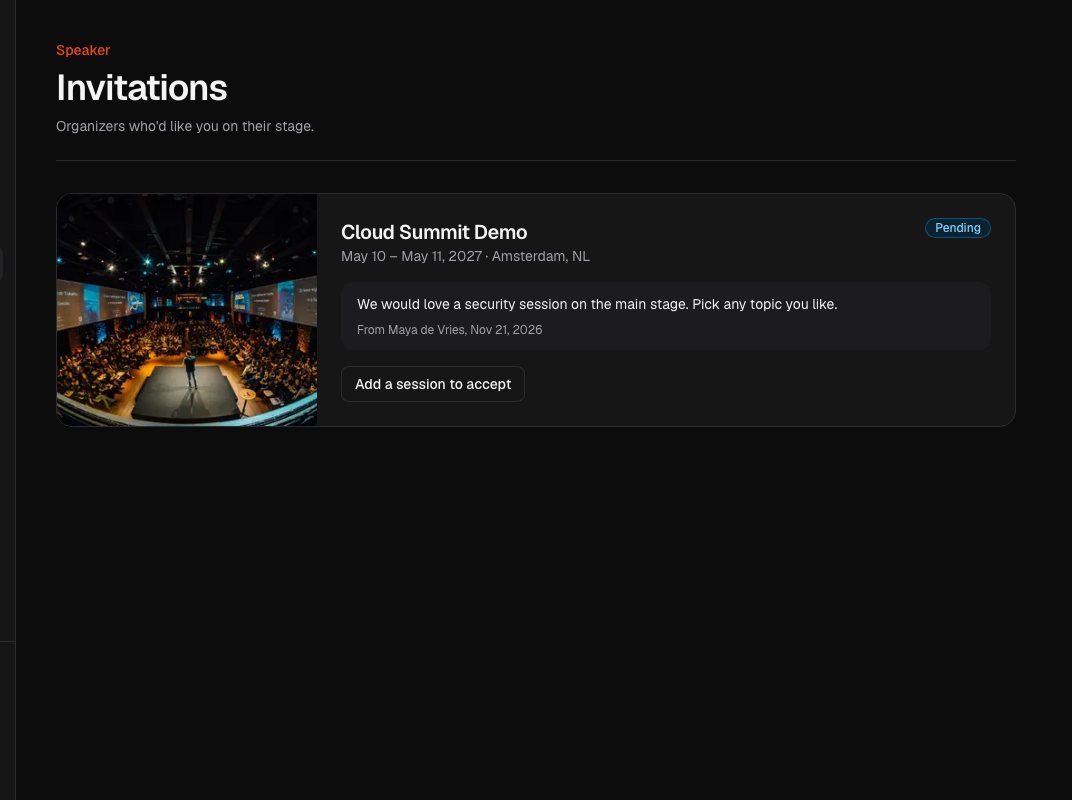 Speaker
Invitations
Organizers who'd like you on their stage.
Cloud Summit Demo
Pending
May 10 – May 11, 2027 · Amsterdam, NL
We would love a security session on the main stage. Pick any topic you like.
From Maya de Vries, Nov 21, 2026
Add a session to accept